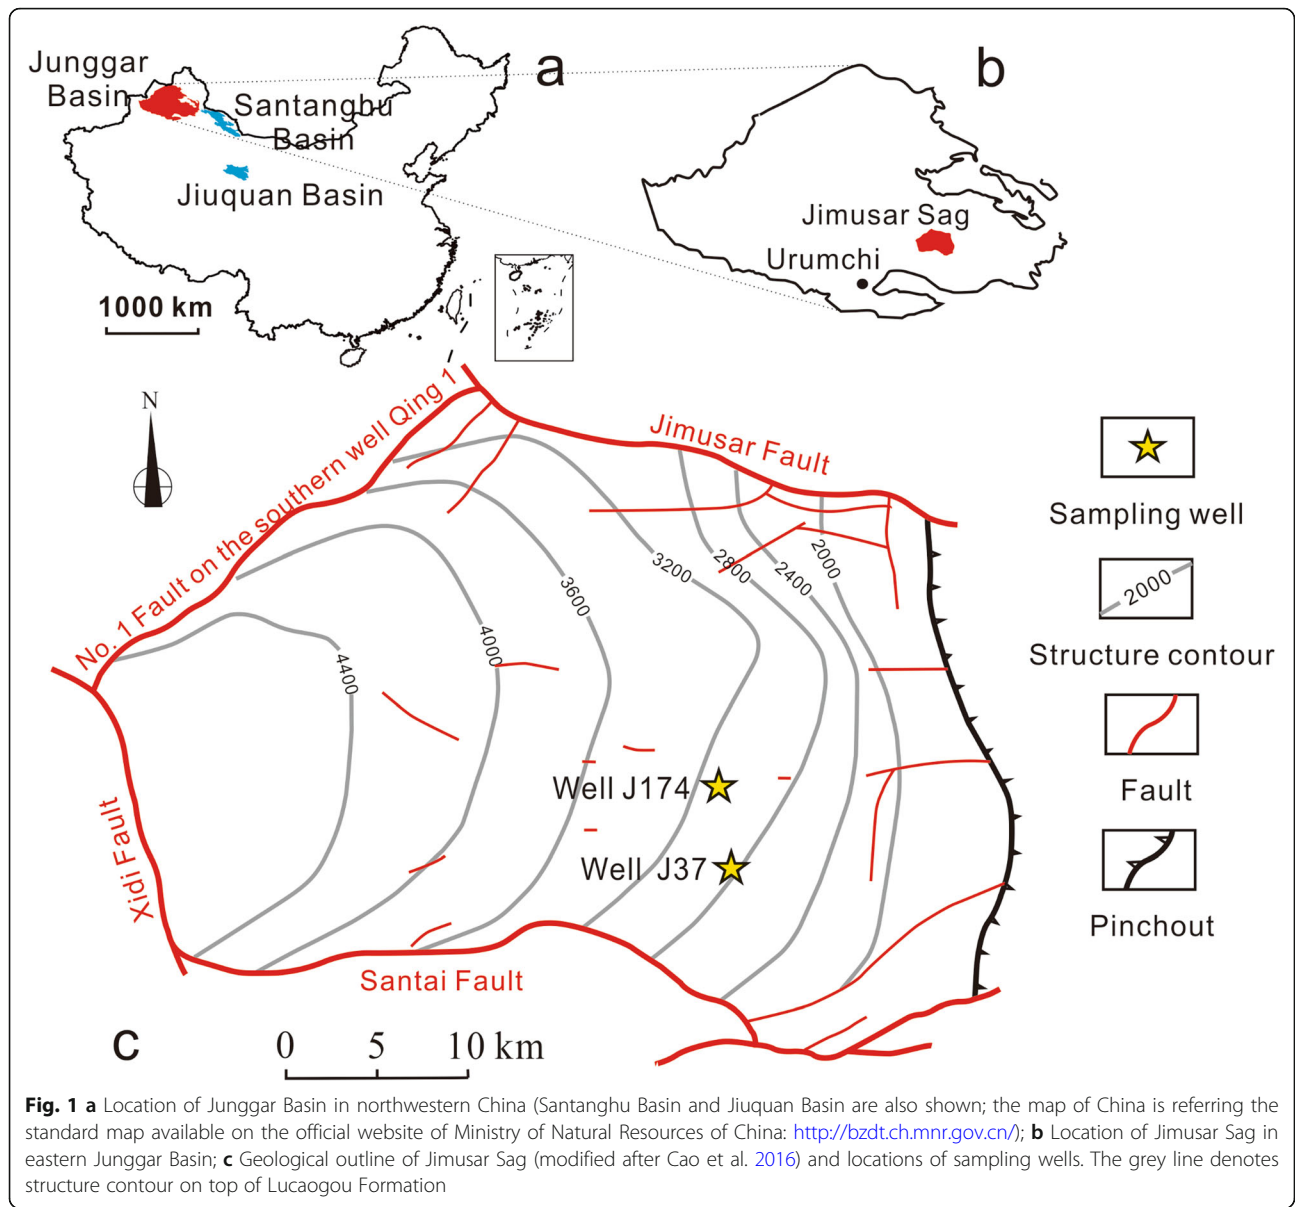 Junggar
Basin
Santanghu
Basin
Jiuquan Basin
a
1000 km
b
Jimusar Sag
Urumchi
N
No. 1 Fault on the southern well Qing 1
Jimusar Fault
Xidi Fault
Santai Fault
4400
4000
3600
3200
2800
2400
2000
Well J174
Well J37
c
0 5 10 km
Sampling well
2000
Structure contour
Fault
Pinchout
Fig. 1 a Location of Junggar Basin in northwestern China (Santanghu Basin and Jiuquan Basin are also shown; the map of China is referring the
standard map available on the official website of Ministry of Natural Resources of China: http://bzdt.ch.mnr.gov.cn/); b Location of Jimusar Sag in
eastern Junggar Basin; c Geological outline of Jimusar Sag (modified after Cao et al. 2016) and locations of sampling wells. The grey line denotes
structure contour on top of Lucaogou Formation